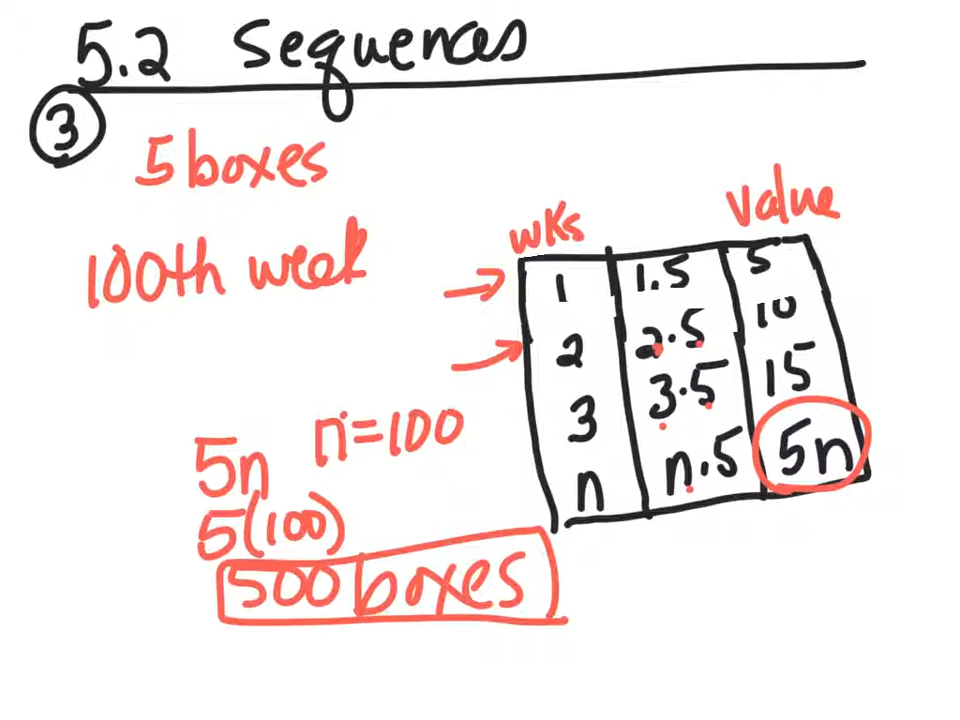 5.2 Sequences
3
5 boxes
100th week
wks value
1 1.5 5
2 2·5 10
3 3·5 15
n n·5 5n
5n n=100
5(100)
500 boxes